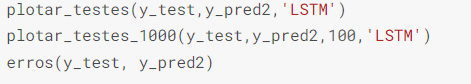 plotar_testes(y_test,y_pred2,'LSTM')
plotar_testes_1000(y_test,y_pred2,100,'LSTM')
erros(y_test, y_pred2)